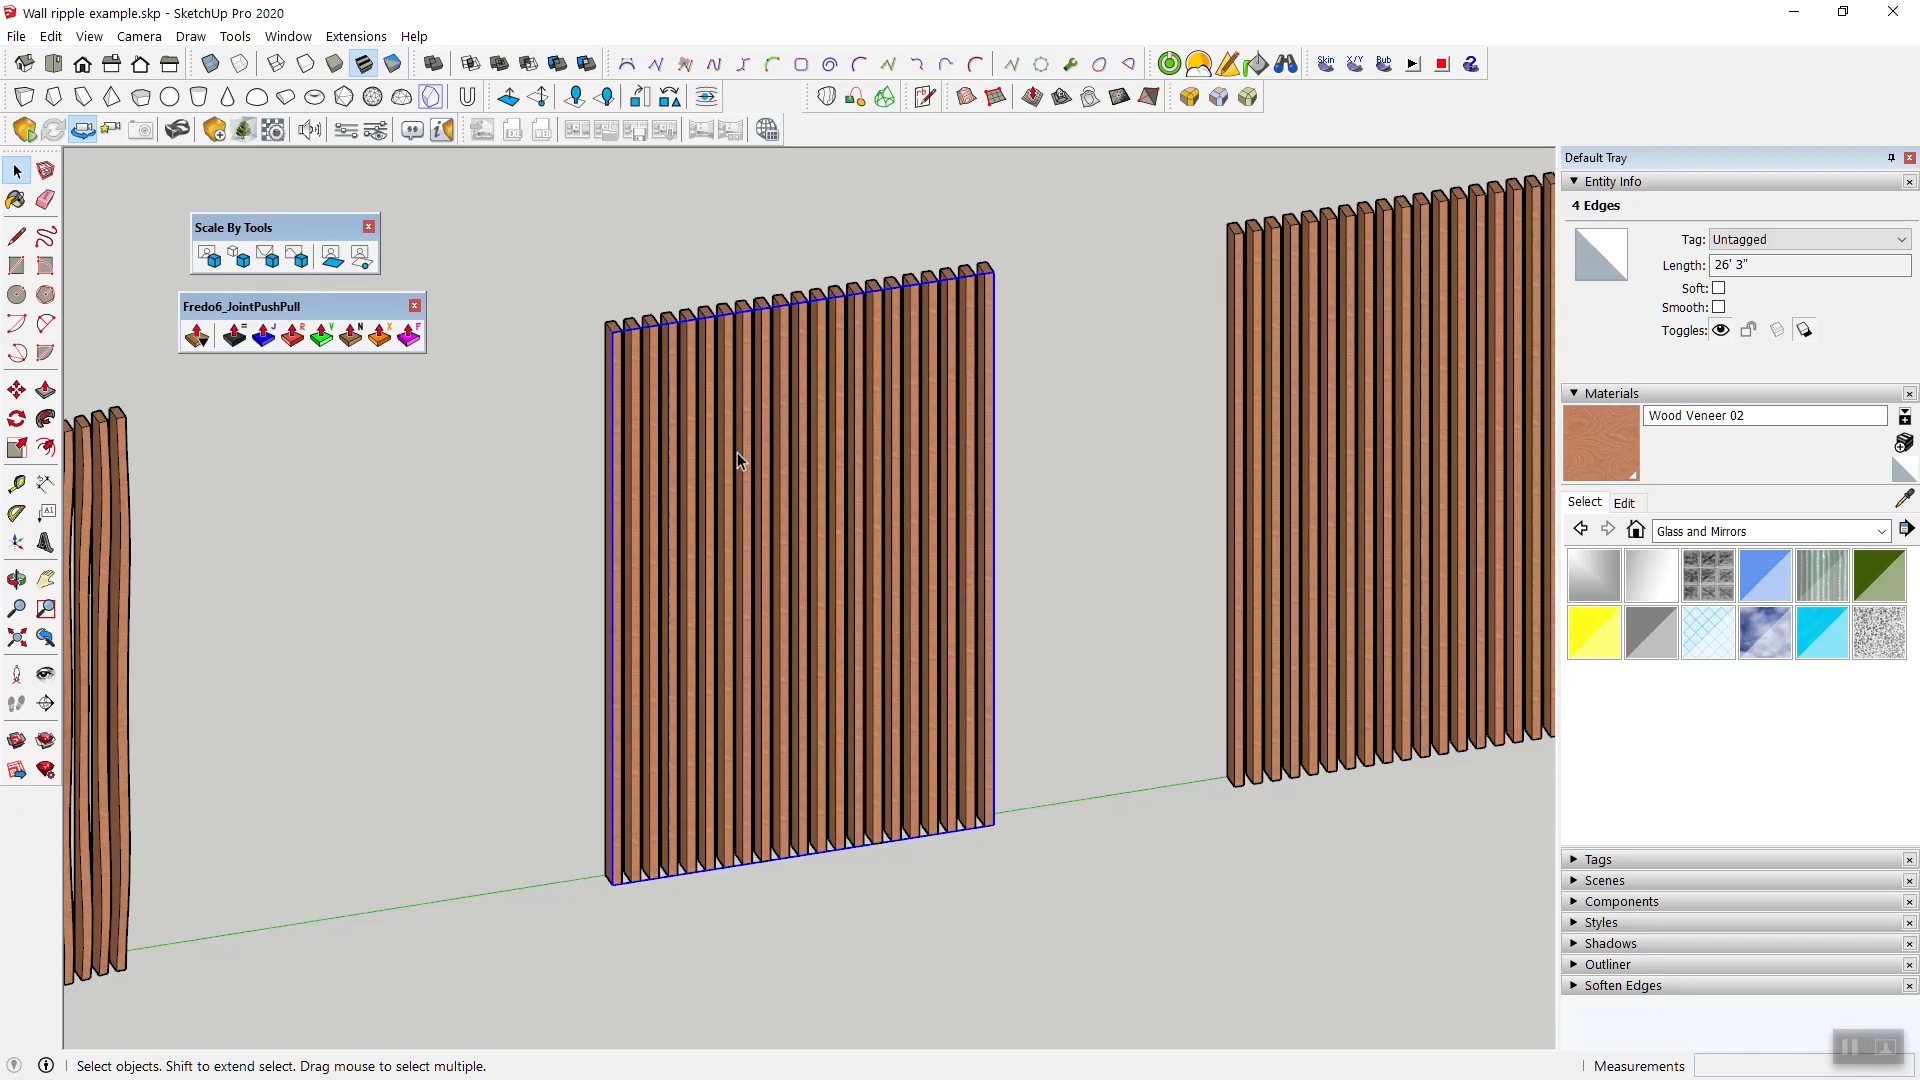 Wall ripple example.skp - SketchUp Pro 2020
File Edit View Camera Draw Tools Window Extensions Help
Skin X/Y Bub
Default Tray
Entity Info
4 Edges
Tag: Untagged
Length: 26' 3"
Soft:
Smooth:
Toggles:
Scale By Tools
Fredo6_JointPushPull
= J R V N X F
Materials
Wood Veneer 02
Select Edit
Glass and Mirrors
A1
Tags
Scenes
Components
Styles
Shadows
Outliner
Soften Edges
Select objects. Shift to extend select. Drag mouse to select multiple.
Measurements